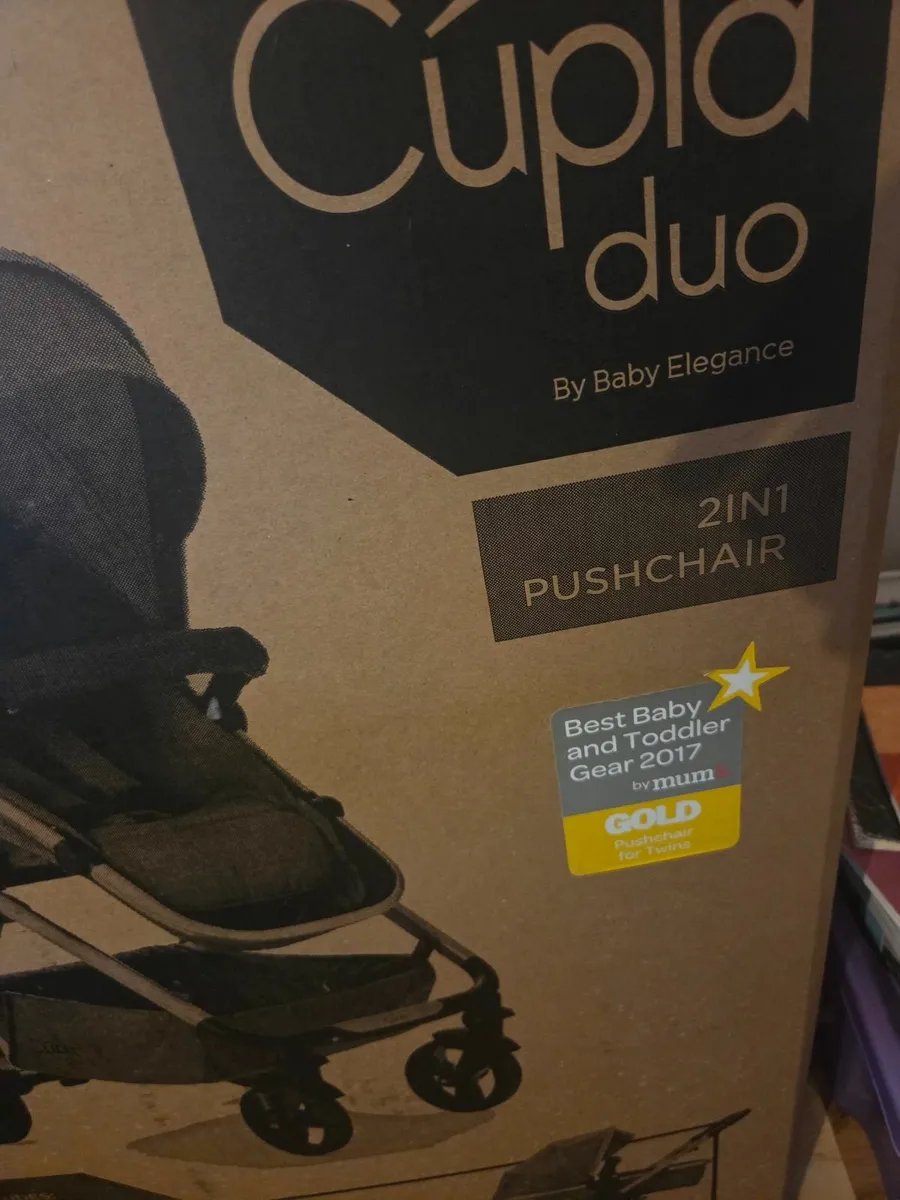 Cúpla
duo
By Baby Elegance
2IN1
PUSHCHAIR
Best Baby
and Toddler
Gear 2017
by mum
GOLD
Pushchair
for Twins